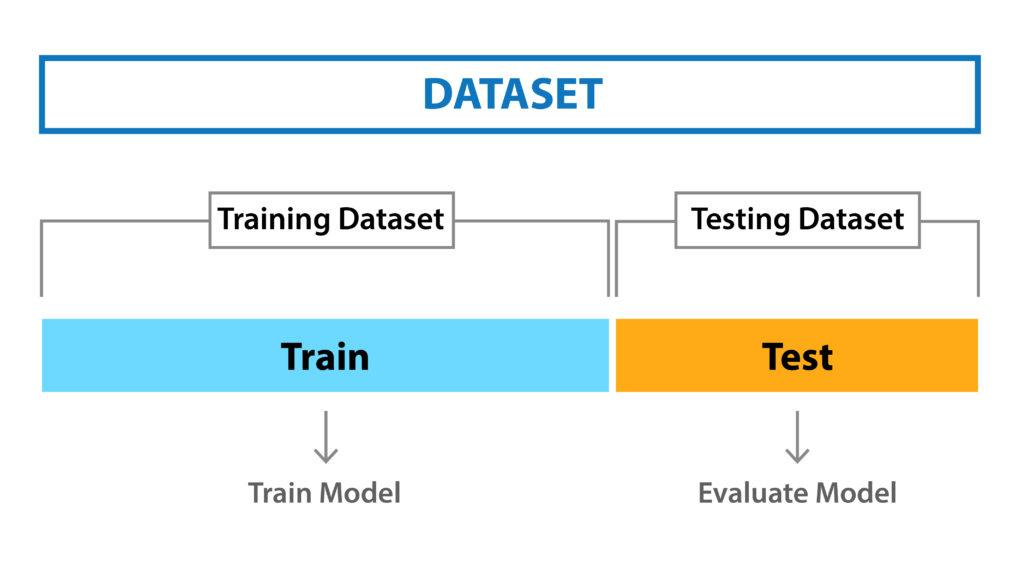 DATASET
Training Dataset
Testing Dataset
Train
Test
Train Model
Evaluate Model